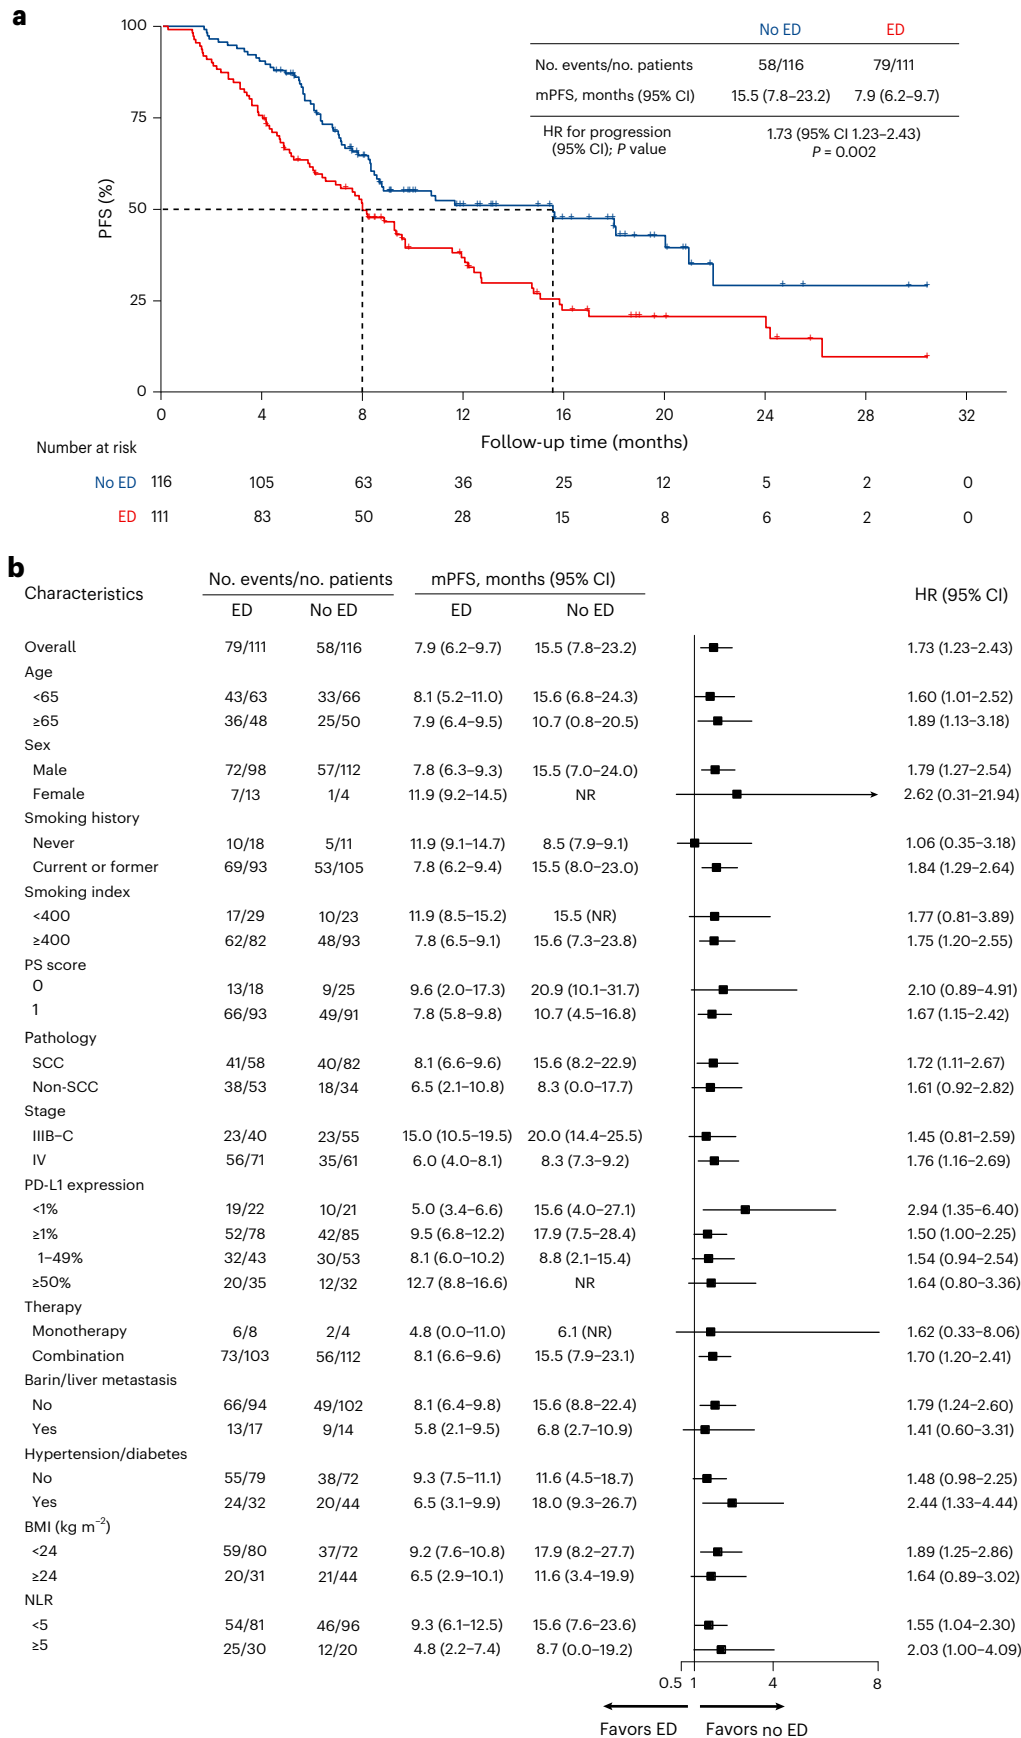 a
No ED ED
No. events/no. patients 58/116 79/111
mPFS, months (95% CI) 15.5 (7.8–23.2) 7.9 (6.2–9.7)
HR for progression (95% CI); P value 1.73 (95% CI 1.23–2.43) P = 0.002
PFS (%)
100
75
50
25
0
0 4 8 12 16 20 24 28 32
Follow-up time (months)
Number at risk
No ED 116 105 63 36 25 12 5 2 0
ED 111 83 50 28 15 8 6 2 0
b
Characteristics No. events/no. patients mPFS, months (95% CI) HR (95% CI)
ED No ED ED No ED
Overall 79/111 58/116 7.9 (6.2–9.7) 15.5 (7.8–23.2) 1.73 (1.23–2.43)
Age
<65 43/63 33/66 8.1 (5.2–11.0) 15.6 (6.8–24.3) 1.60 (1.01–2.52)
≥65 36/48 25/50 7.9 (6.4–9.5) 10.7 (0.8–20.5) 1.89 (1.13–3.18)
Sex
Male 72/98 57/112 7.8 (6.3–9.3) 15.5 (7.0–24.0) 1.79 (1.27–2.54)
Female 7/13 1/4 11.9 (9.2–14.5) NR 2.62 (0.31–21.94)
Smoking history
Never 10/18 5/11 11.9 (9.1–14.7) 8.5 (7.9–9.1) 1.06 (0.35–3.18)
Current or former 69/93 53/105 7.8 (6.2–9.4) 15.5 (8.0–23.0) 1.84 (1.29–2.64)
Smoking index
<400 17/29 10/23 11.9 (8.5–15.2) 15.5 (NR) 1.77 (0.81–3.89)
≥400 62/82 48/93 7.8 (6.5–9.1) 15.6 (7.3–23.8) 1.75 (1.20–2.55)
PS score
0 13/18 9/25 9.6 (2.0–17.3) 20.9 (10.1–31.7) 2.10 (0.89–4.91)
1 66/93 49/91 7.8 (5.8–9.8) 10.7 (4.5–16.8) 1.67 (1.15–2.42)
Pathology
SCC 41/58 40/82 8.1 (6.6–9.6) 15.6 (8.2–22.9) 1.72 (1.11–2.67)
Non-SCC 38/53 18/34 6.5 (2.1–10.8) 8.3 (0.0–17.7) 1.61 (0.92–2.82)
Stage
IIIB–C 23/40 23/55 15.0 (10.5–19.5) 20.0 (14.4–25.5) 1.45 (0.81–2.59)
IV 56/71 35/61 6.0 (4.0–8.1) 8.3 (7.3–9.2) 1.76 (1.16–2.69)
PD-L1 expression
<1% 19/22 10/21 5.0 (3.4–6.6) 15.6 (4.0–27.1) 2.94 (1.35–6.40)
≥1% 52/78 42/85 9.5 (6.8–12.2) 17.9 (7.5–28.4) 1.50 (1.00–2.25)
1–49% 32/43 30/53 8.1 (6.0–10.2) 8.8 (2.1–15.4) 1.54 (0.94–2.54)
≥50% 20/35 12/32 12.7 (8.8–16.6) NR 1.64 (0.80–3.36)
Therapy
Monotherapy 6/8 2/4 4.8 (0.0–11.0) 6.1 (NR) 1.62 (0.33–8.06)
Combination 73/103 56/112 8.1 (6.6–9.6) 15.5 (7.9–23.1) 1.70 (1.20–2.41)
Barin/liver metastasis
No 66/94 49/102 8.1 (6.4–9.8) 15.6 (8.8–22.4) 1.79 (1.24–2.60)
Yes 13/17 9/14 5.8 (2.1–9.5) 6.8 (2.7–10.9) 1.41 (0.60–3.31)
Hypertension/diabetes
No 55/79 38/72 9.3 (7.5–11.1) 11.6 (4.5–18.7) 1.48 (0.98–2.25)
Yes 24/32 20/44 6.5 (3.1–9.9) 18.0 (9.3–26.7) 2.44 (1.33–4.44)
BMI (kg m⁻²)
<24 59/80 37/72 9.2 (7.6–10.8) 17.9 (8.2–27.7) 1.89 (1.25–2.86)
≥24 20/31 21/44 6.5 (2.9–10.1) 11.6 (3.4–19.9) 1.64 (0.89–3.02)
NLR
<5 54/81 46/96 9.3 (6.1–12.5) 15.6 (7.6–23.6) 1.55 (1.04–2.30)
≥5 25/30 12/20 4.8 (2.2–7.4) 8.7 (0.0–19.2) 2.03 (1.00–4.09)
0.5 1 4 8
Favors ED Favors no ED